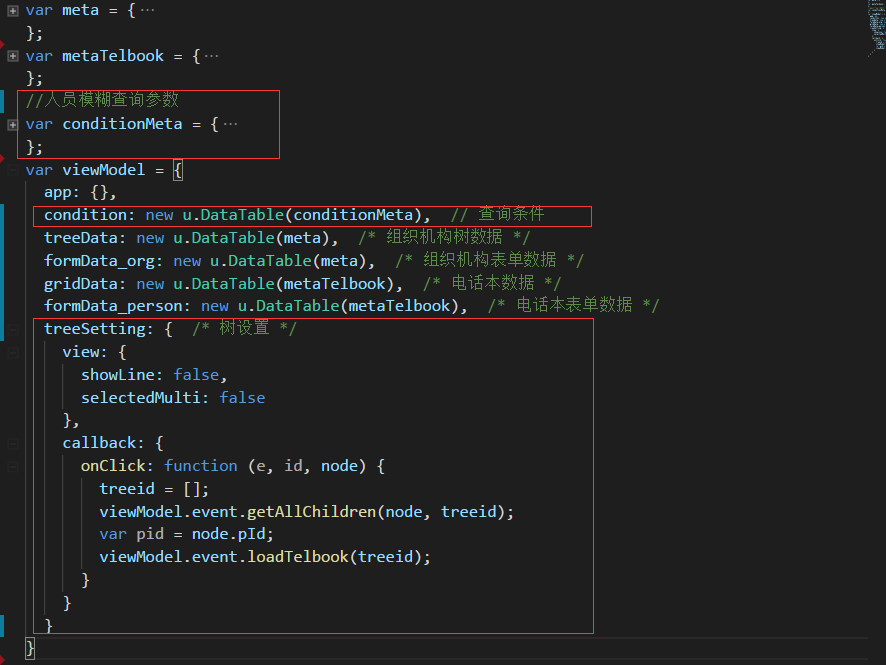 var meta = {···
};
var metaTelbook = {···
};
//人员模糊查询参数
var conditionMeta = {···
};
var viewModel = {
app: {},
condition: new u.DataTable(conditionMeta), // 查询条件
treeData: new u.DataTable(meta), /* 组织机构树数据 */
formData_org: new u.DataTable(meta), /* 组织机构表单数据 */
gridData: new u.DataTable(metaTelbook), /* 电话本数据 */
formData_person: new u.DataTable(metaTelbook), /* 电话本表单数据 */
treeSetting: { /* 树设置 */
view: {
showLine: false,
selectedMulti: false
},
callback: {
onClick: function (e, id, node) {
treeid = [];
viewModel.event.getAllChildren(node, treeid);
var pid = node.pId;
viewModel.event.loadTelbook(treeid);
}
}
}
}